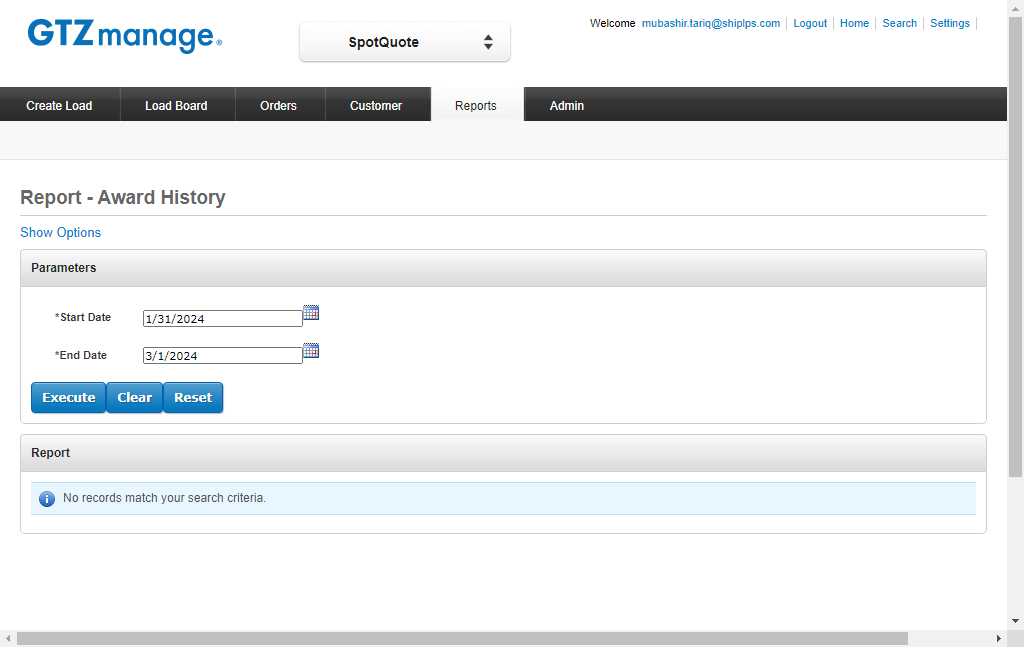 GTZmanage®
SpotQuote
Welcome mubashir.tariq@shiplps.com Logout Home Search Settings
Create Load Load Board Orders Customer Reports Admin
Report - Award History
Show Options
Parameters
*Start Date 1/31/2024
*End Date 3/1/2024
Execute Clear Reset
Report
No records match your search criteria.